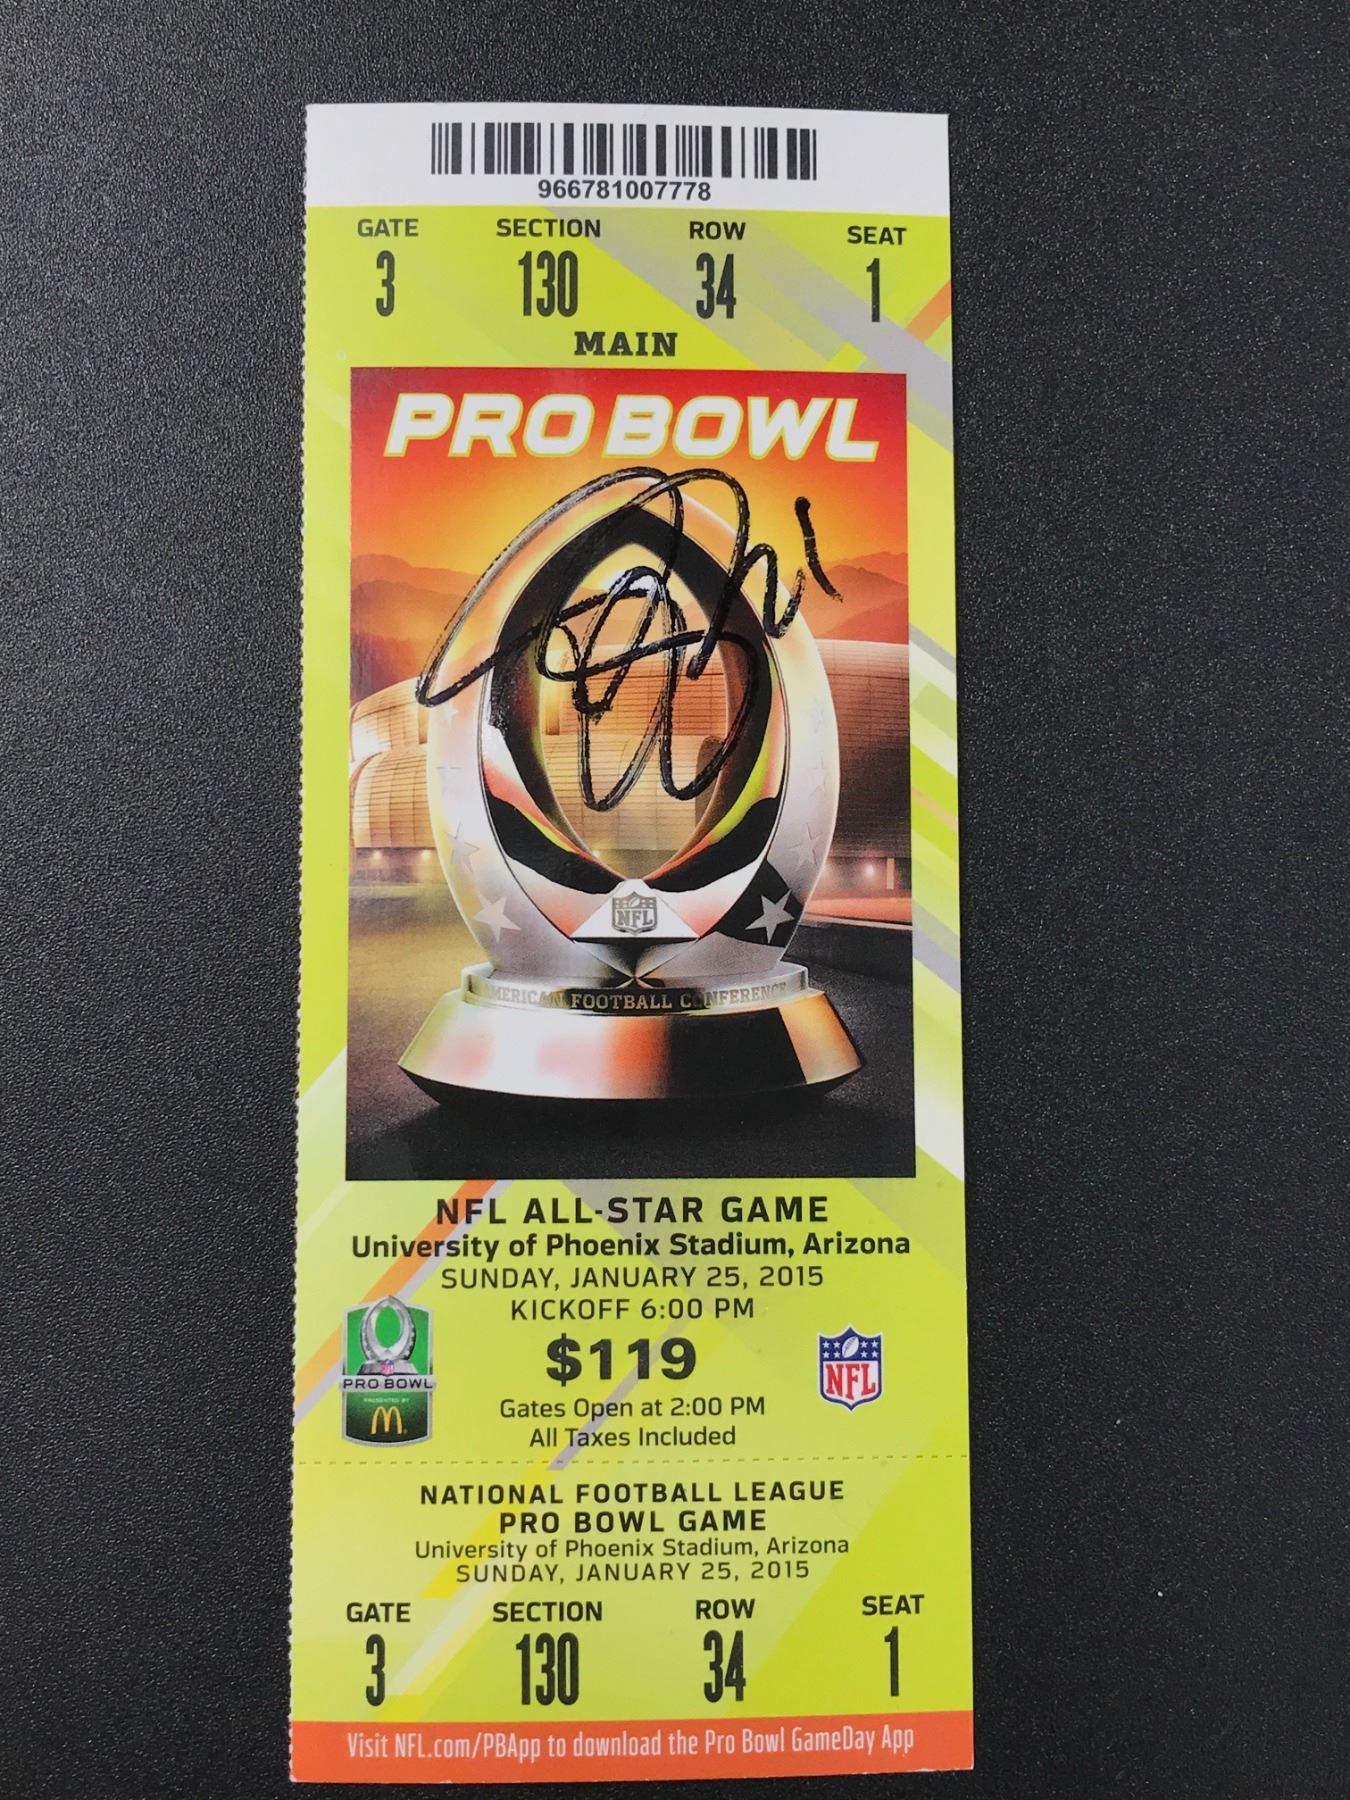 966781007778
GATE SECTION ROW SEAT
3 130 34 1
MAIN
PRO BOWL
NFL
AMERICAN FOOTBALL CONFERENCE
NFL ALL-STAR GAME
University of Phoenix Stadium, Arizona
SUNDAY, JANUARY 25, 2015
KICKOFF 6:00 PM
$119
Gates Open at 2:00 PM
All Taxes Included
PRO BOWL
PRESENTED BY
NFL
NATIONAL FOOTBALL LEAGUE
PRO BOWL GAME
University of Phoenix Stadium, Arizona
SUNDAY, JANUARY 25, 2015
GATE SECTION ROW SEAT
3 130 34 1
Visit NFL.com/PBApp to download the Pro Bowl GameDay App